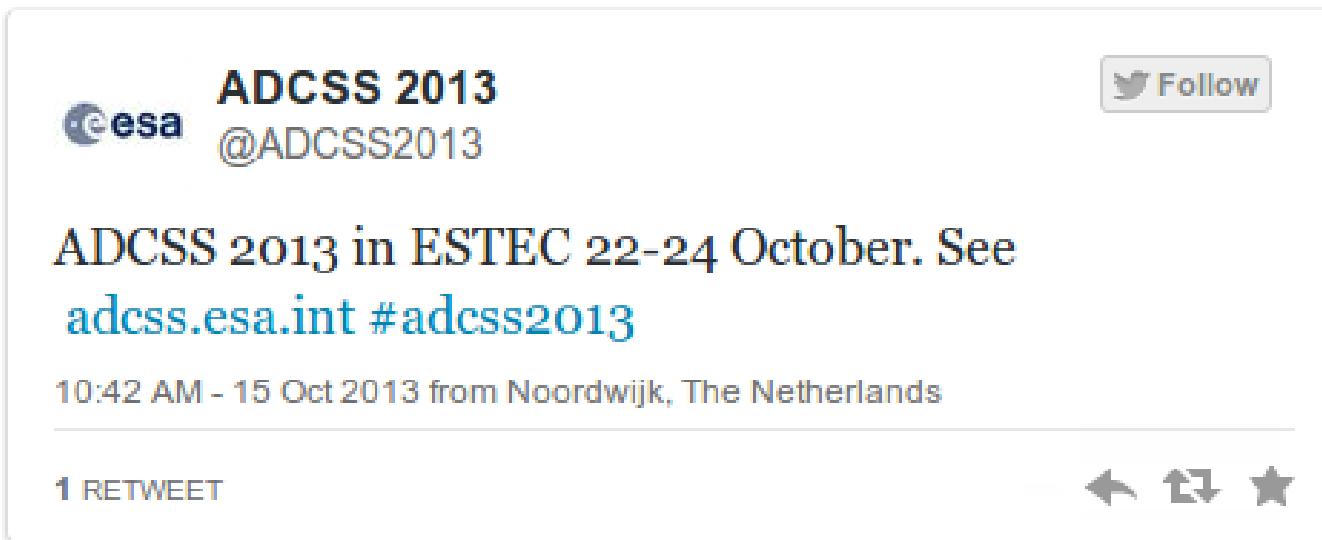 esa
ADCSS 2013
@ADCSS2013
Follow
ADCSS 2013 in ESTEC 22-24 October. See
adcss.esa.int #adcss2013
10:42 AM - 15 Oct 2013 from Noordwijk, The Netherlands
1 RETWEET